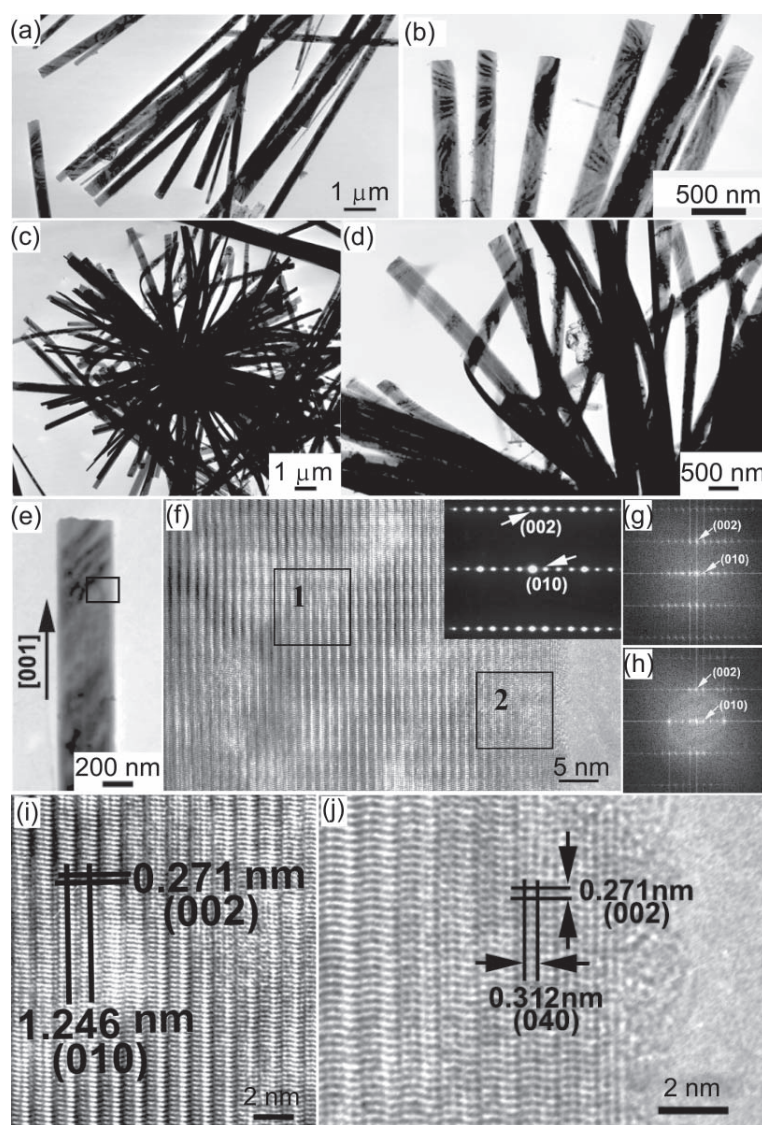 (a)
1 μm
(b)
500 nm
(c)
1 μm
(d)
500 nm
(e)
[001]
200 nm
(f)
1
2
(002)
(010)
5 nm
(g)
(002)
(010)
(h)
(002)
(010)
(i)
0.271 nm
(002)
1.246 nm
(010)
2 nm
(j)
0.271nm
(002)
0.312nm
(040)
2 nm